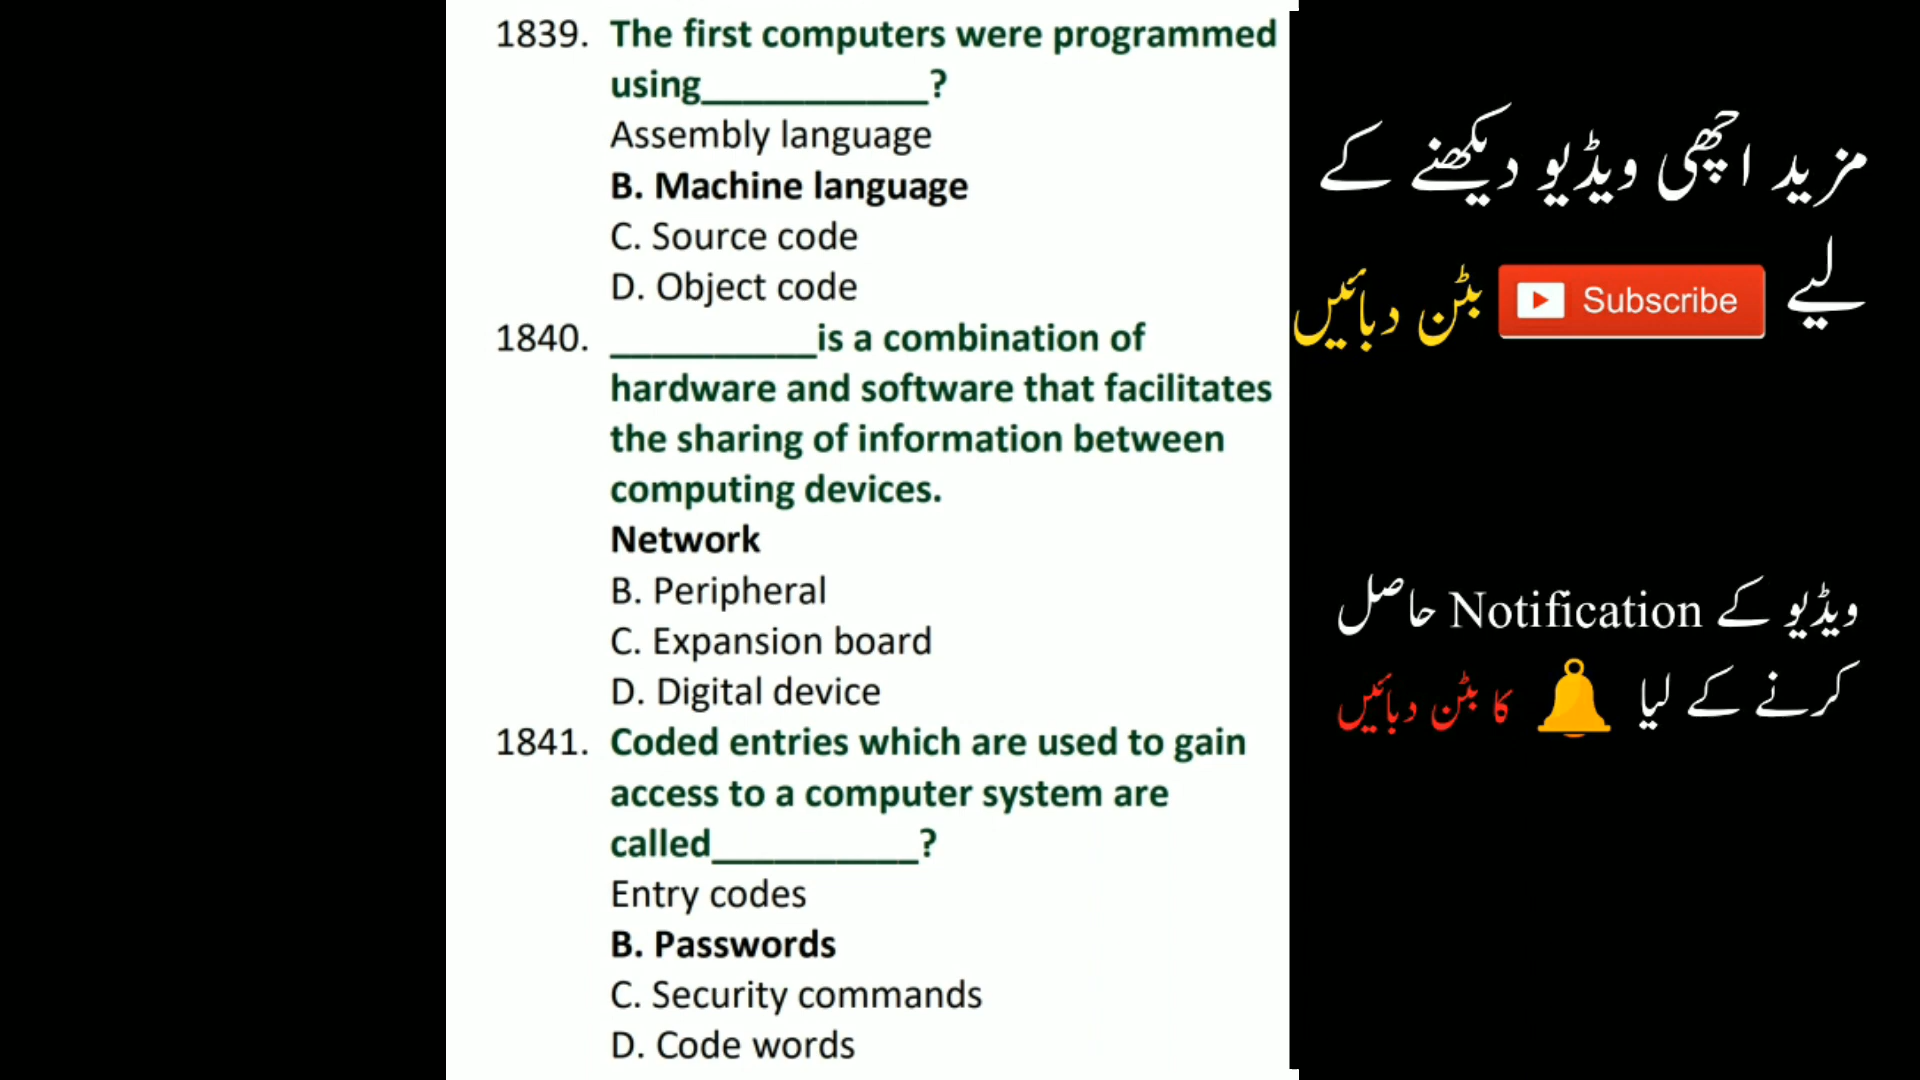 1839. The first computers were programmed
using___________?
Assembly language
B. Machine language
C. Source code
D. Object code
1840. __________is a combination of
hardware and software that facilitates
the sharing of information between
computing devices.
Network
B. Peripheral
C. Expansion board
D. Digital device
1841. Coded entries which are used to gain
access to a computer system are
called__________?
Entry codes
B. Passwords
C. Security commands
D. Code words
مزید اچھی ویڈیو دیکھنے کے
لیے Subscribe بٹن دبائیں
ویڈیو کے Notification حاصل
کرنے کے لیا کا بٹن دبائیں